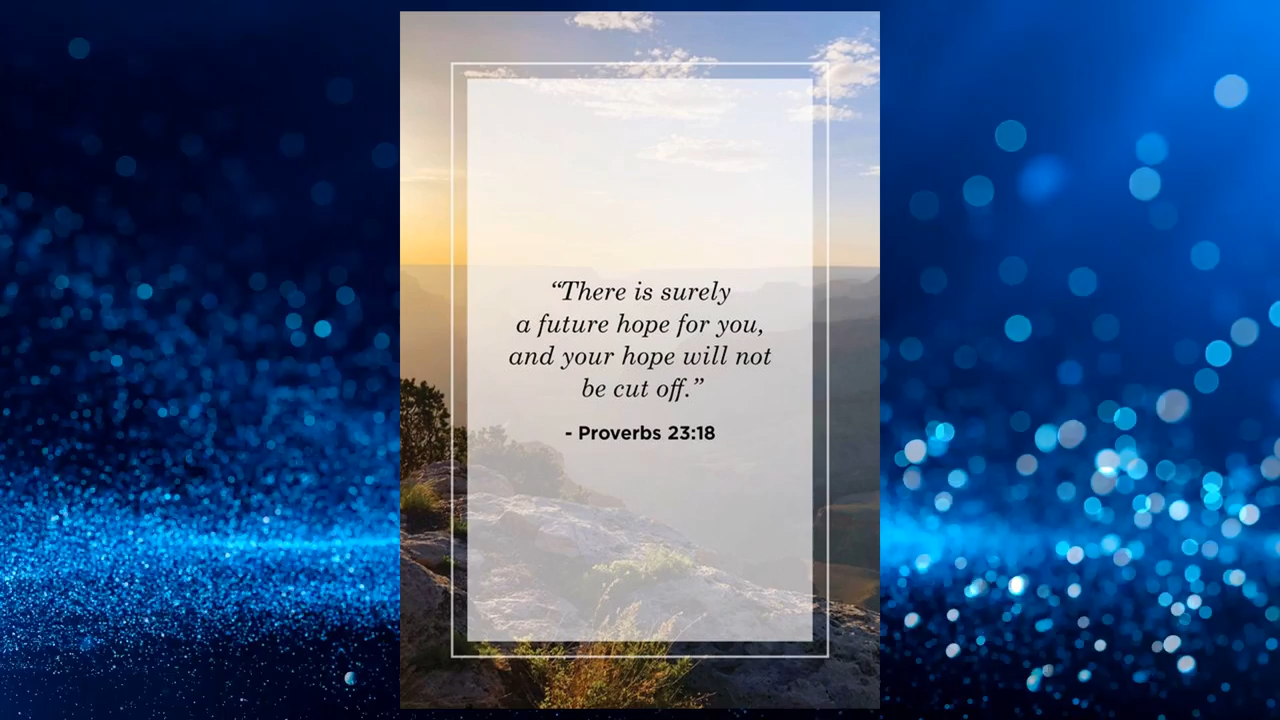 “There is surely
a future hope for you,
and your hope will not
be cut off.”
- Proverbs 23:18